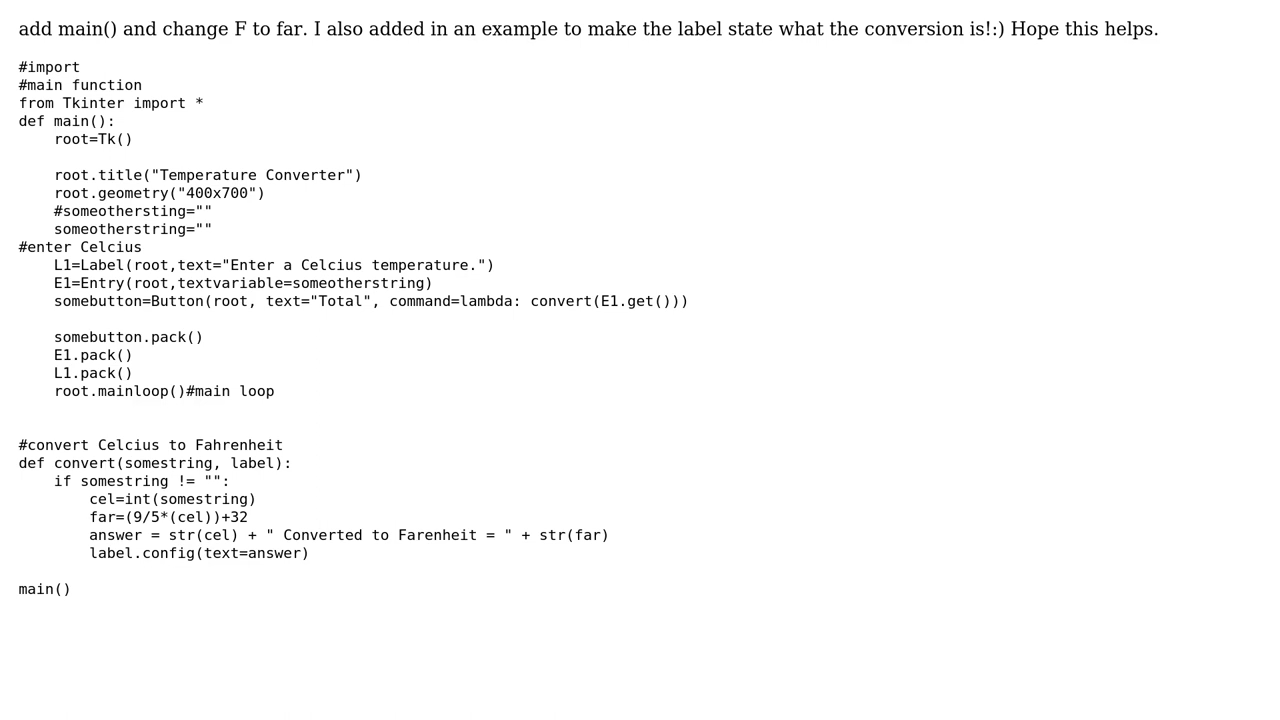 add main() and change F to far. I also added in an example to make the label state what the conversion is!:) Hope this helps.
#import
#main function
from Tkinter import *
def main():
    root=Tk()

    root.title("Temperature Converter")
    root.geometry("400x700")
    #someothersting=""
    someotherstring=""
#enter Celcius
    L1=Label(root,text="Enter a Celcius temperature.")
    E1=Entry(root,textvariable=someotherstring)
    somebutton=Button(root, text="Total", command=lambda: convert(E1.get()))

    somebutton.pack()
    E1.pack()
    L1.pack()
    root.mainloop()#main loop


#convert Celcius to Fahrenheit
def convert(somestring, label):
    if somestring != "":
        cel=int(somestring)
        far=(9/5*(cel))+32
        answer = str(cel) + " Converted to Farenheit = " + str(far)
        label.config(text=answer)

main()